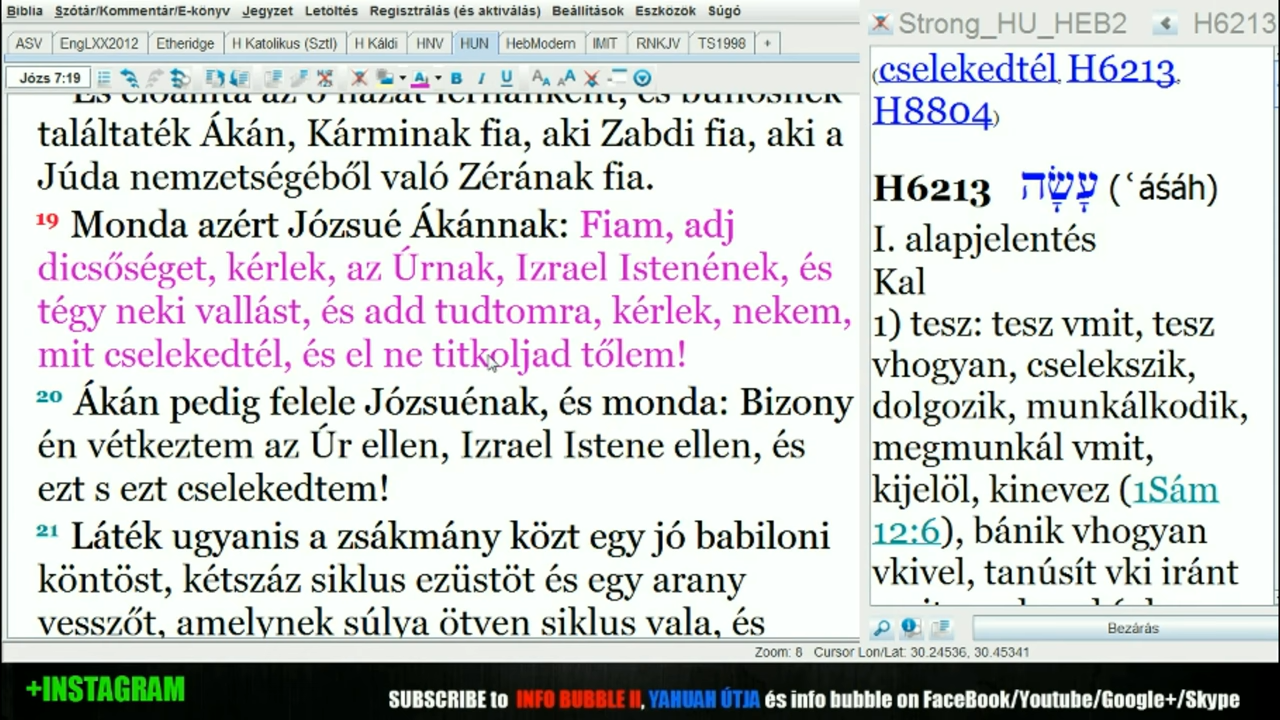 Biblia Szótár/Kommentár/E-könyv Jegyzet Letöltés Regisztrálás (és aktiválás) Beállítások Eszközök Súgó
ASV EngLXX2012 Etheridge H Katolikus (Sztl) H Káldi HNV HUN HebModern IMIT RNKJV TS1998 +
Józs 7:19
találtaték Ákán, Kárminak fia, aki Zabdi fia, aki a
Júda nemzetségéből való Zérának fia.
19 Monda azért Józsué Ákánnak: Fiam, adj
dicsőséget, kérlek, az Úrnak, Izrael Istenének, és
tégy neki vallást, és add tudtomra, kérlek, nekem,
mit cselekedtél, és el ne titkoljad tőlem!
20 Ákán pedig felele Józsuénak, és monda: Bizony
én vétkeztem az Úr ellen, Izrael Istene ellen, és
ezt s ezt cselekedtem!
21 Láték ugyanis a zsákmány közt egy jó babiloni
köntöst, kétszáz siklus ezüstöt és egy arany
vesszőt, amelynek súlya ötven siklus vala, és
Strong_HU_HEB2 H6213
(cselekedtél H6213,
H8804)
H6213 עָשָׂה (ʿáśáh)
I. alapjelentés
Kal
1) tesz: tesz vmit, tesz
vhogyan, cselekszik,
dolgozik, munkálkodik,
megmunkál vmit,
kijelöl, kinevez (1Sám
12:6), bánik vhogyan
vkivel, tanúsít vki iránt
Bezárás
Zoom: 8 Cursor Lon/Lat: 30.24536, 30.45341
+INSTAGRAM
SUBSCRIBE to INFO BUBBLE II, YAHUAH ÚTJA és info bubble on FaceBook/Youtube/Google+/Skype